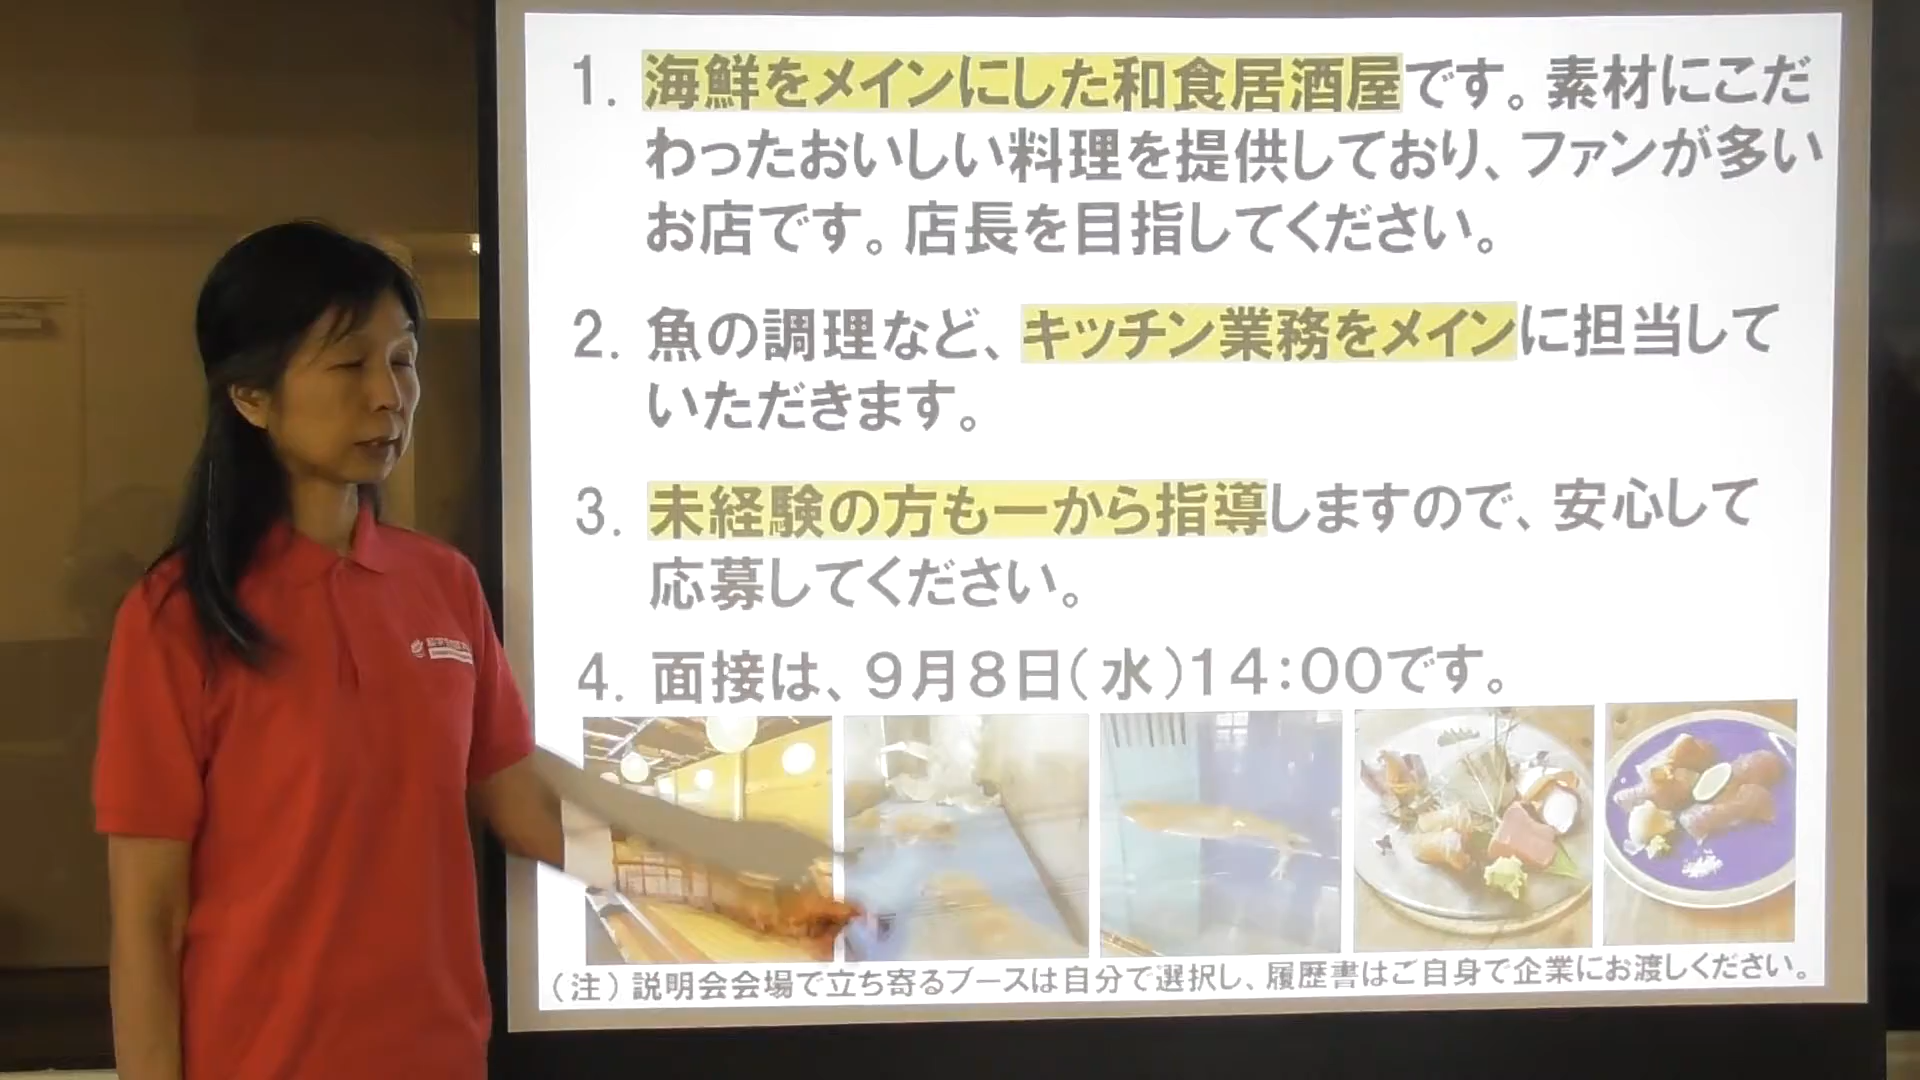 1. 海鮮をメインにした和食居酒屋です。素材にこだ
わったおいしい料理を提供しており、ファンが多い
お店です。店長を目指してください。
2. 魚の調理など、キッチン業務をメインに担当して
いただきます。
3. 未経験の方も一から指導しますので、安心して
応募してください。
4. 面接は、9月8日(水)14:00です。
(注)説明会会場で立ち寄るブースは自分で選択し、履歴書はご自身で企業にお渡しください。